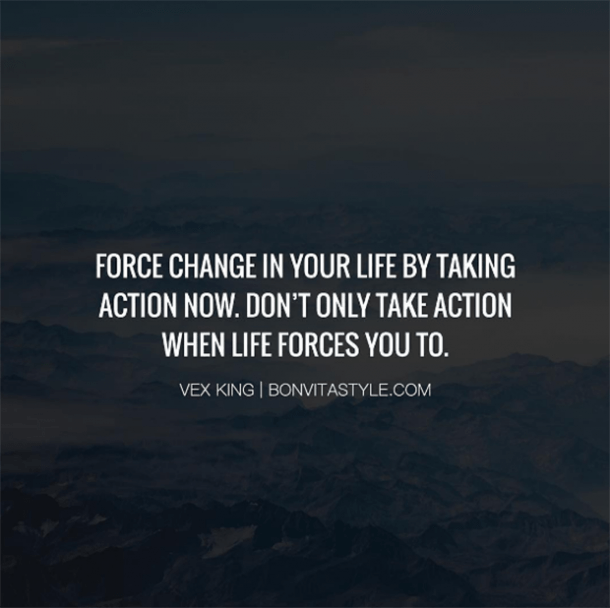 FORCE CHANGE IN YOUR LIFE BY TAKING
ACTION NOW. DON'T ONLY TAKE ACTION
WHEN LIFE FORCES YOU TO.
VEX KING | BONVITASTYLE.COM